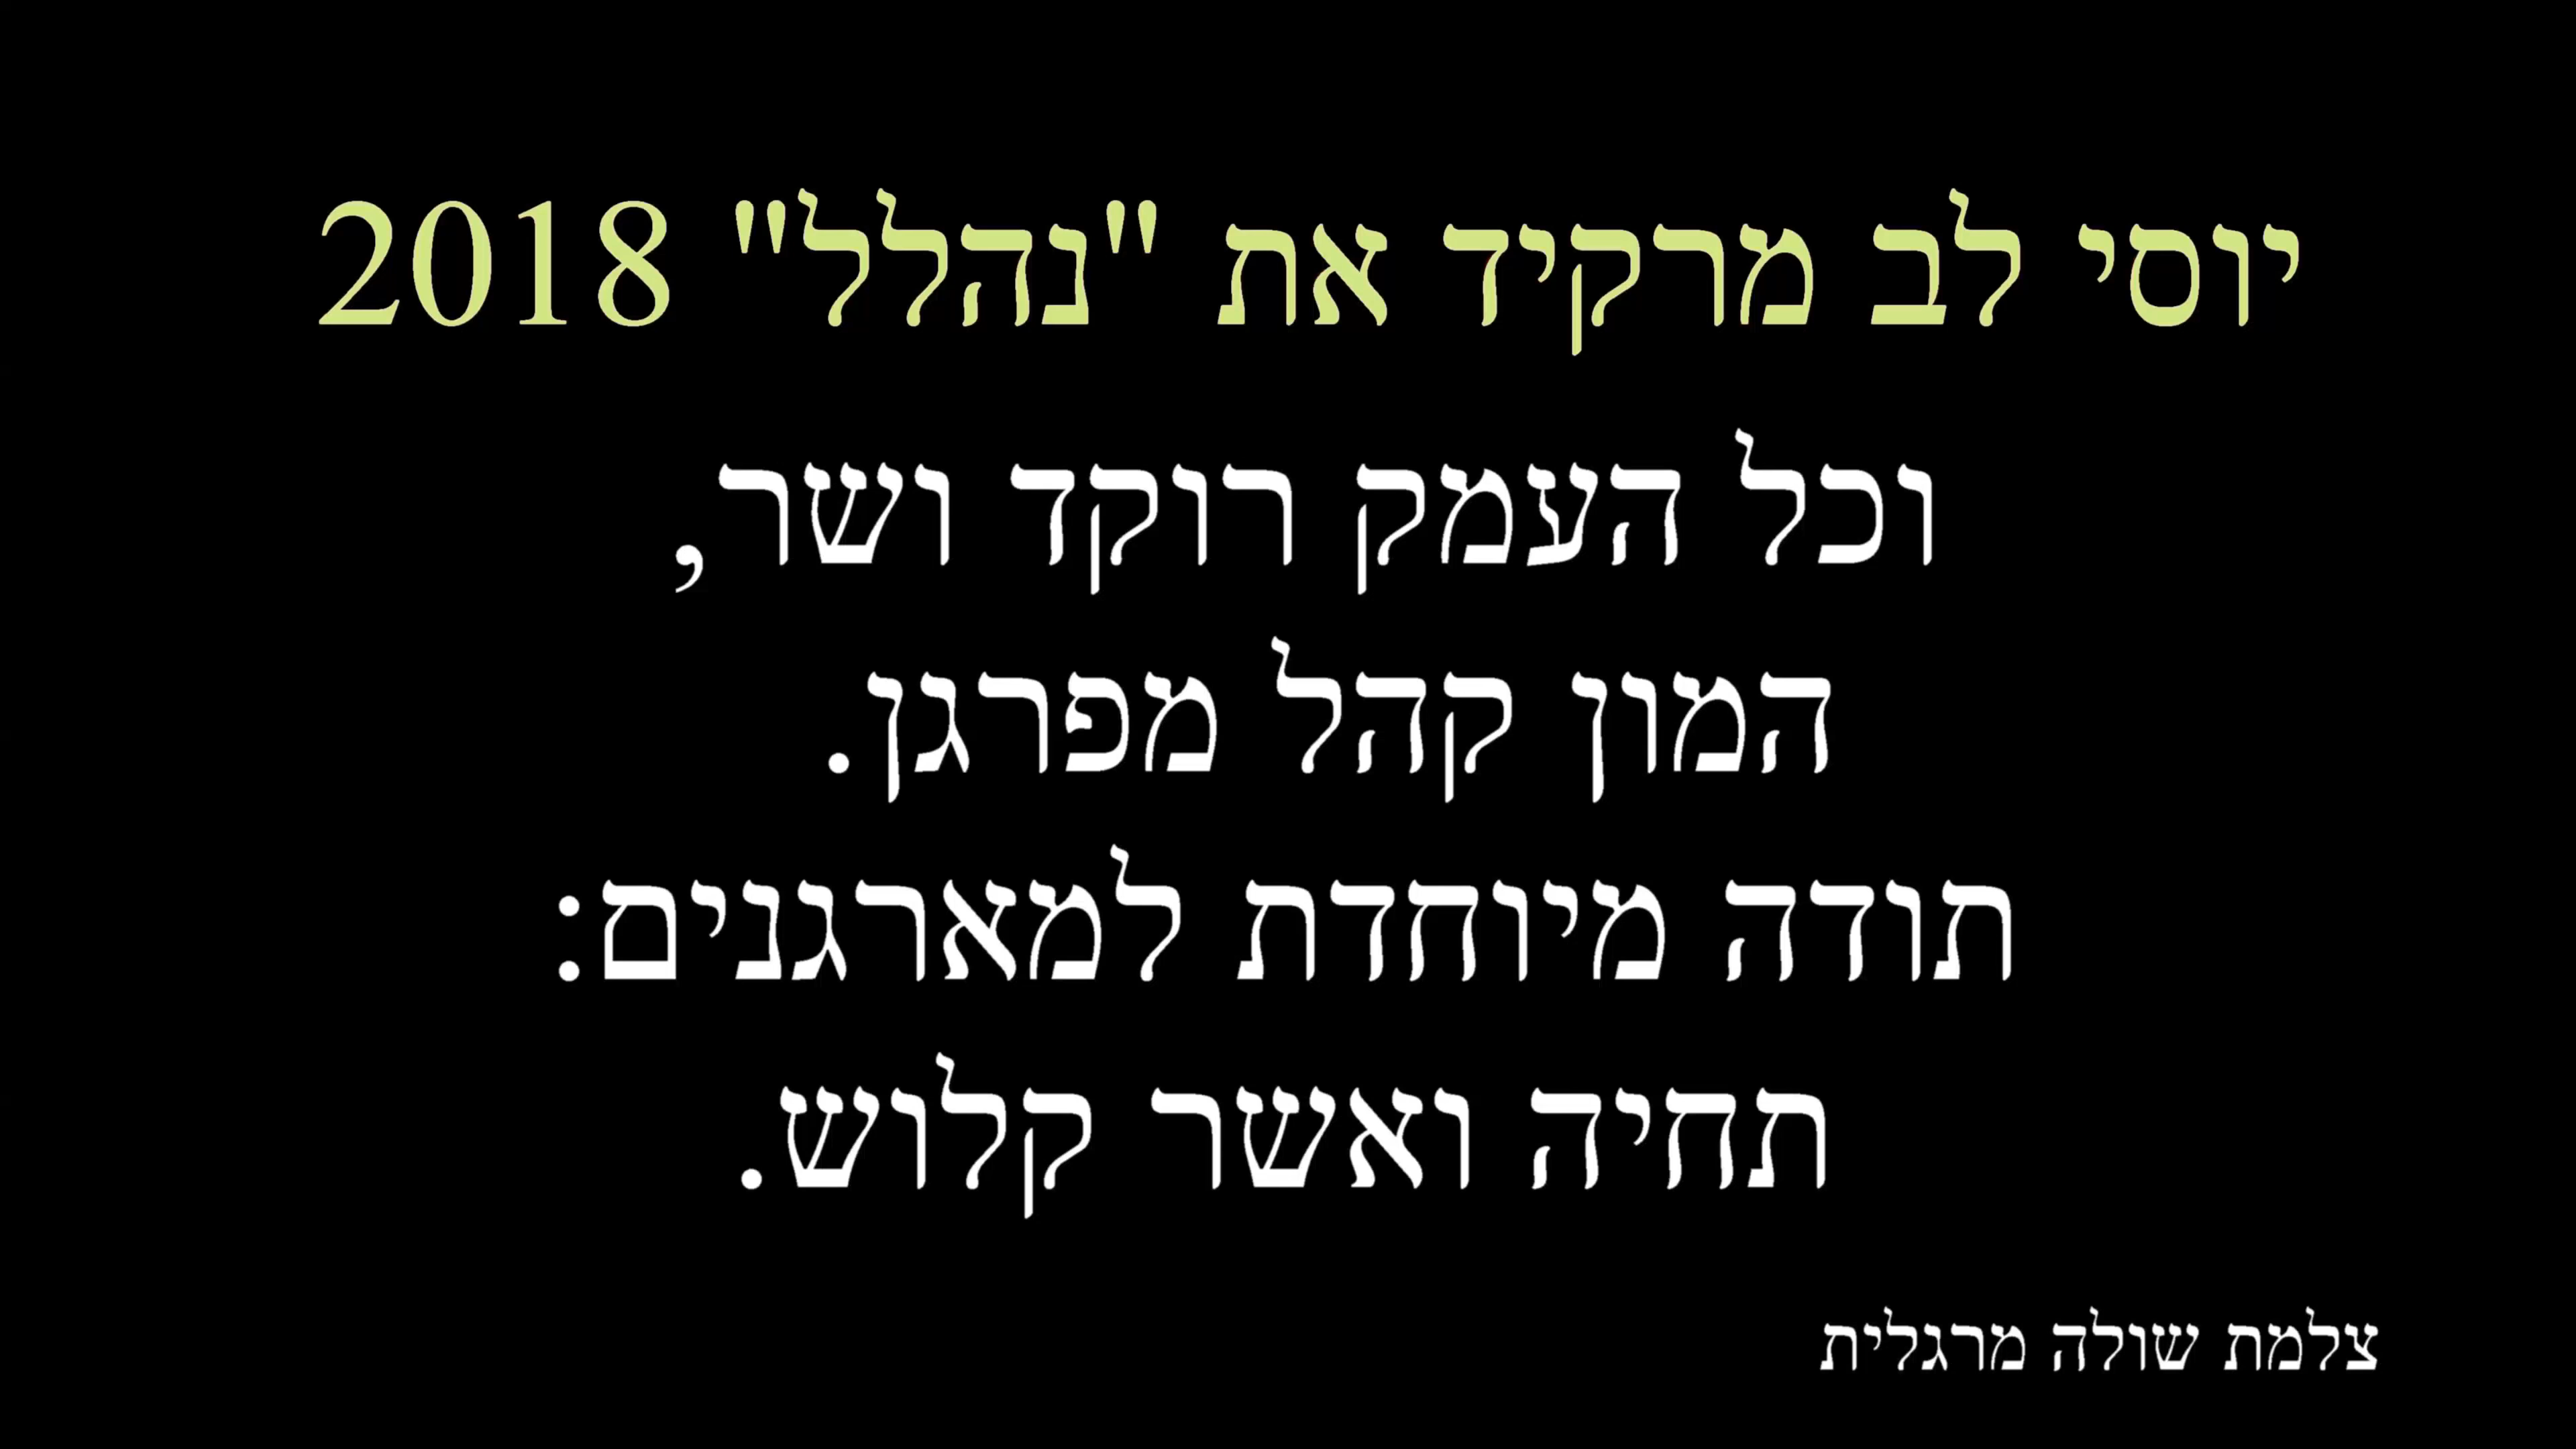 יוסי לב מרקיד את "נהלל" 2018
וכל העמק רוקד ושר,
המון קהל מפרגן.
תודה מיוחדת למארגנים:
תחיה ואשר קלוש.
צלמת שולה מרגלית